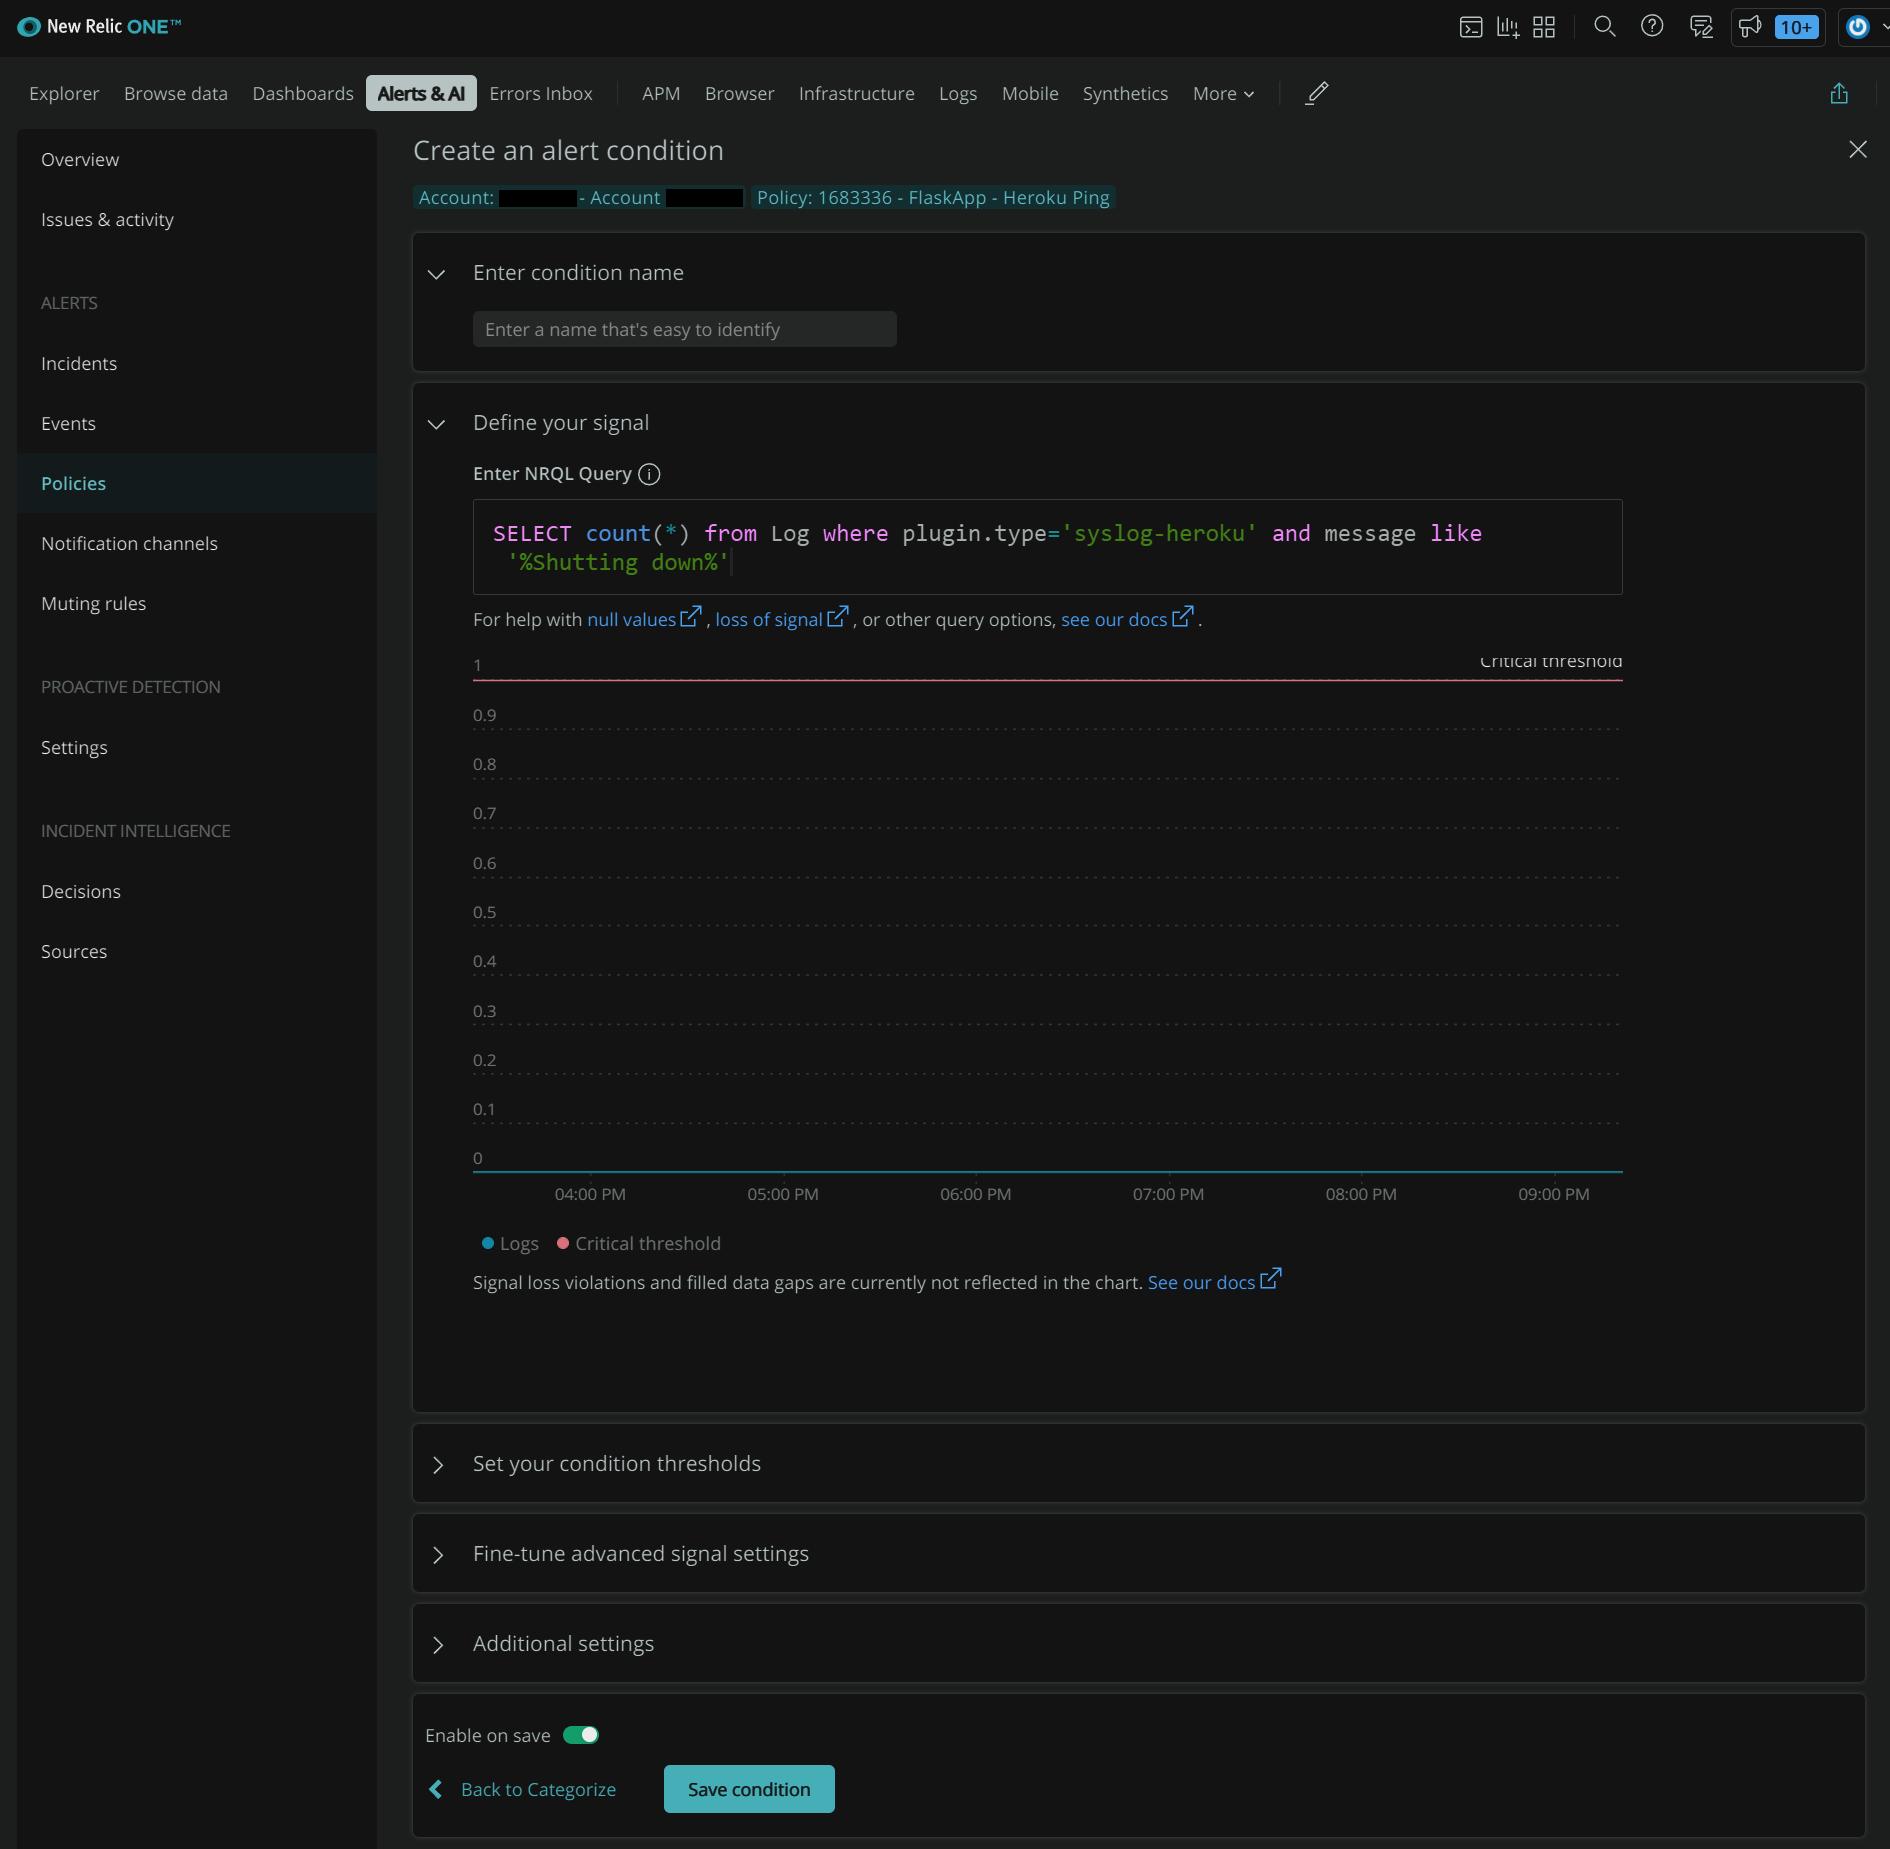 New Relic ONE™
10+
Explorer Browse data Dashboards Alerts & AI Errors Inbox APM Browser Infrastructure Logs Mobile Synthetics More
Overview
Issues & activity
ALERTS
Incidents
Events
Policies
Notification channels
Muting rules
PROACTIVE DETECTION
Settings
INCIDENT INTELLIGENCE
Decisions
Sources
Create an alert condition
Account: - Account Policy: 1683336 - FlaskApp - Heroku Ping
Enter condition name
Enter a name that's easy to identify
Define your signal
Enter NRQL Query
SELECT count(*) from Log where plugin.type='syslog-heroku' and message like
'%Shutting down%'
For help with null values , loss of signal , or other query options, see our docs .
1 Critical threshold
0.9
0.8
0.7
0.6
0.5
0.4
0.3
0.2
0.1
0
04:00 PM 05:00 PM 06:00 PM 07:00 PM 08:00 PM 09:00 PM
Logs Critical threshold
Signal loss violations and filled data gaps are currently not reflected in the chart. See our docs
Set your condition thresholds
Fine-tune advanced signal settings
Additional settings
Enable on save
Back to Categorize Save condition